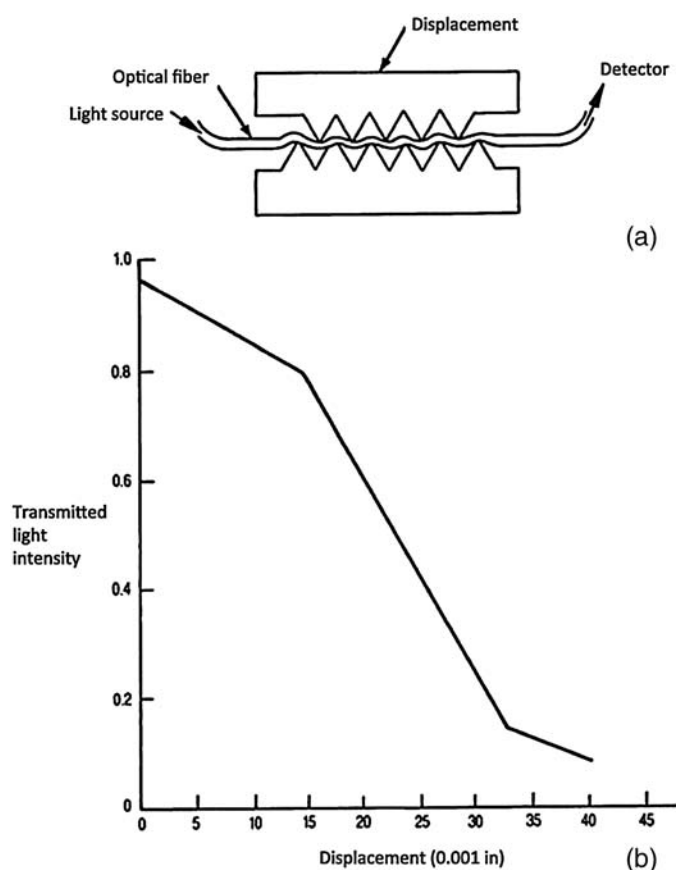 Displacement
Optical fiber
Detector
Light source
(a)
1.0
0.8
0.6
Transmitted
light
intensity
0.4
0.2
0
0 5 10 15 20 25 30 35 40 45
Displacement (0.001 in)
(b)